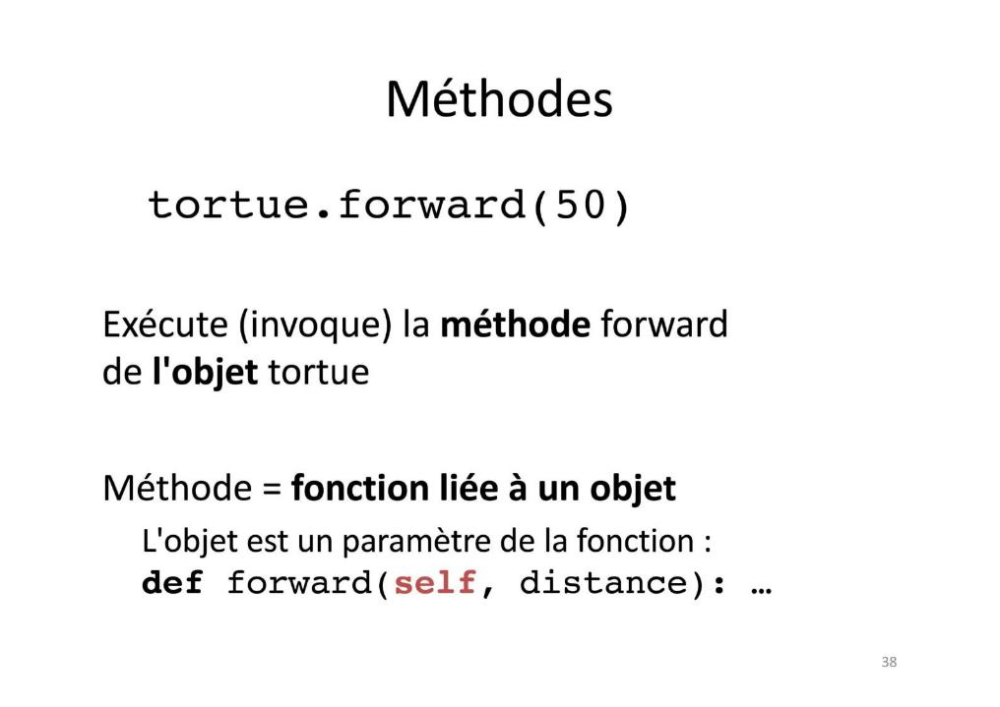 Méthodes
tortue.forward(50)
Exécute (invoque) la méthode forward
de l'objet tortue
Méthode = fonction liée à un objet
L'objet est un paramètre de la fonction :
def forward(self, distance): …
38